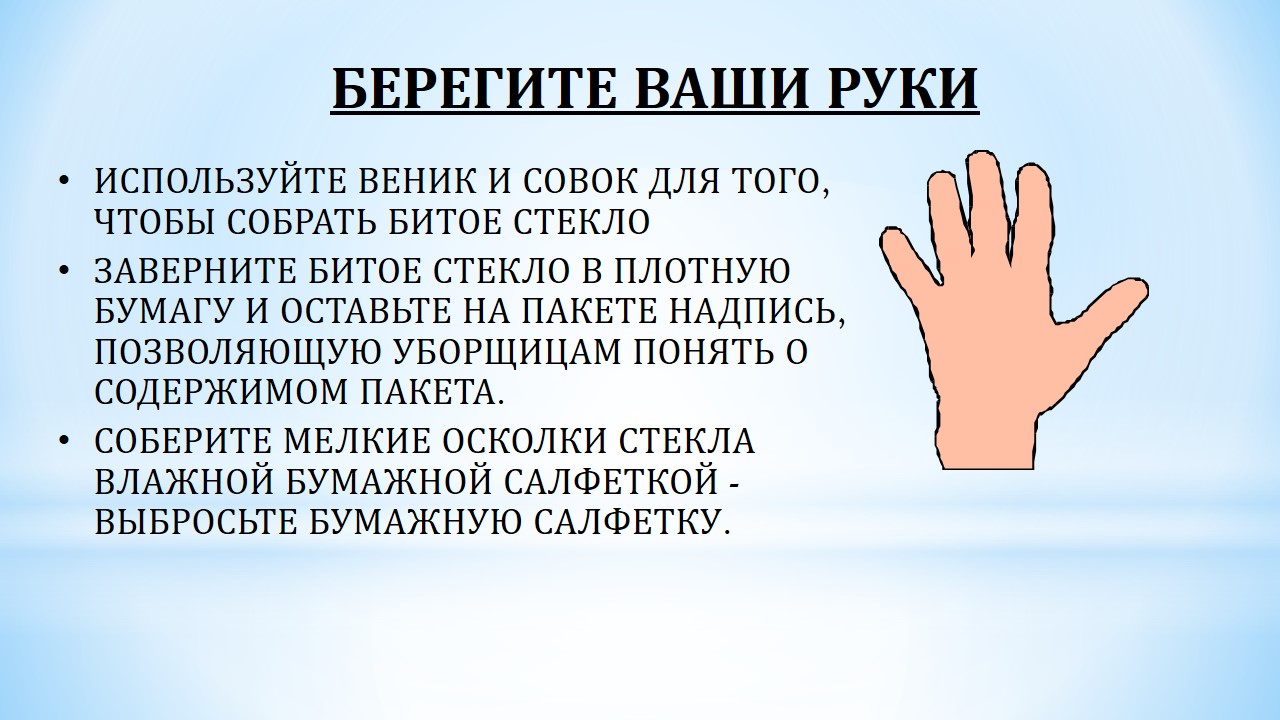 БЕРЕГИТЕ ВАШИ РУКИ
• ИСПОЛЬЗУЙТЕ ВЕНИК И СОВОК ДЛЯ ТОГО,
ЧТОБЫ СОБРАТЬ БИТОЕ СТЕКЛО
• ЗАВЕРНИТЕ БИТОЕ СТЕКЛО В ПЛОТНУЮ
БУМАГУ И ОСТАВЬТЕ НА ПАКЕТЕ НАДПИСЬ,
ПОЗВОЛЯЮЩУЮ УБОРЩИЦАМ ПОНЯТЬ О
СОДЕРЖИМОМ ПАКЕТА.
• СОБЕРИТЕ МЕЛКИЕ ОСКОЛКИ СТЕКЛА
ВЛАЖНОЙ БУМАЖНОЙ САЛФЕТКОЙ -
ВЫБРОСЬТЕ БУМАЖНУЮ САЛФЕТКУ.